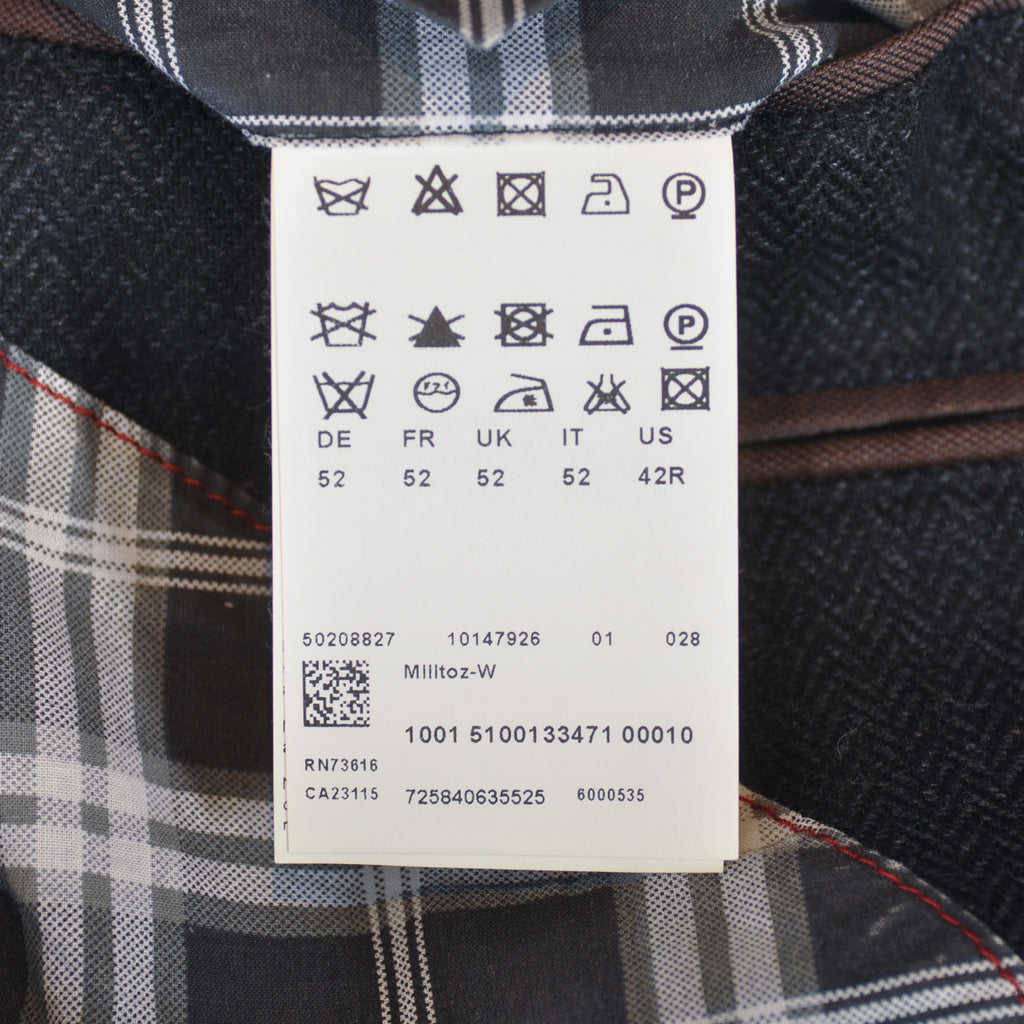 P
P
DE FR UK IT US
52 52 52 52 42R
50208827 10147926 01 028
Milltoz-W
1001 5100133471 00010
RN73616
CA23115 725840635525 6000535